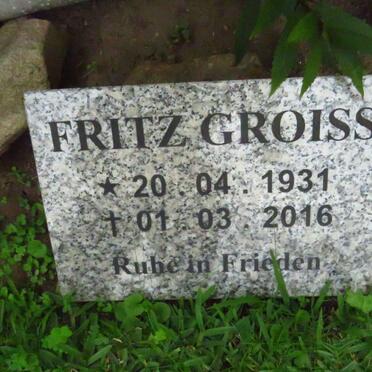 FRITZ GROISS
★ 20 . 04 . 1931
† 01 . 03 . 2016
Ruhe in Frieden